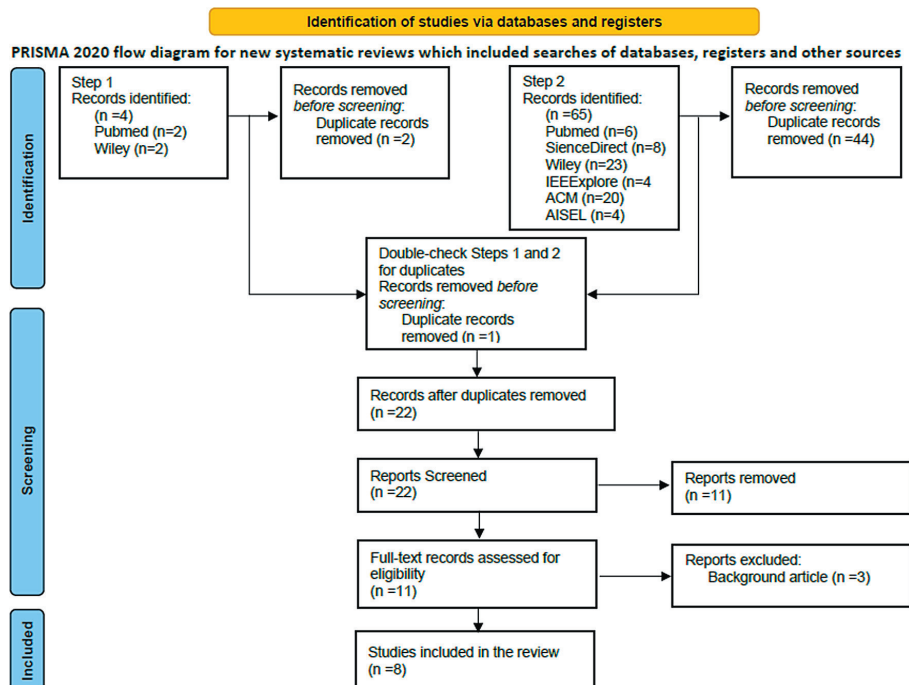 Identification of studies via databases and registers
PRISMA 2020 flow diagram for new systematic reviews which included searches of databases, registers and other sources
Identification
Step 1
Records identified:
(n =4)
Pubmed (n=2)
Wiley (n=2)
Records removed
before screening:
Duplicate records
removed (n =2)
Step 2
Records identified:
(n =65)
Pubmed (n=6)
SienceDirect (n=8)
Wiley (n=23)
IEEExplore (n=4
ACM (n=20)
AISEL (n=4)
Records removed
before screening:
Duplicate records
removed (n =44)
Double-check Steps 1 and 2
for duplicates
Records removed before
screening:
Duplicate records
removed (n =1)
Screening
Records after duplicates removed
(n =22)
Reports Screened
(n =22)
Reports removed
(n =11)
Full-text records assessed for
eligibility
(n =11)
Reports excluded:
Background article (n =3)
Included
Studies included in the review
(n =8)